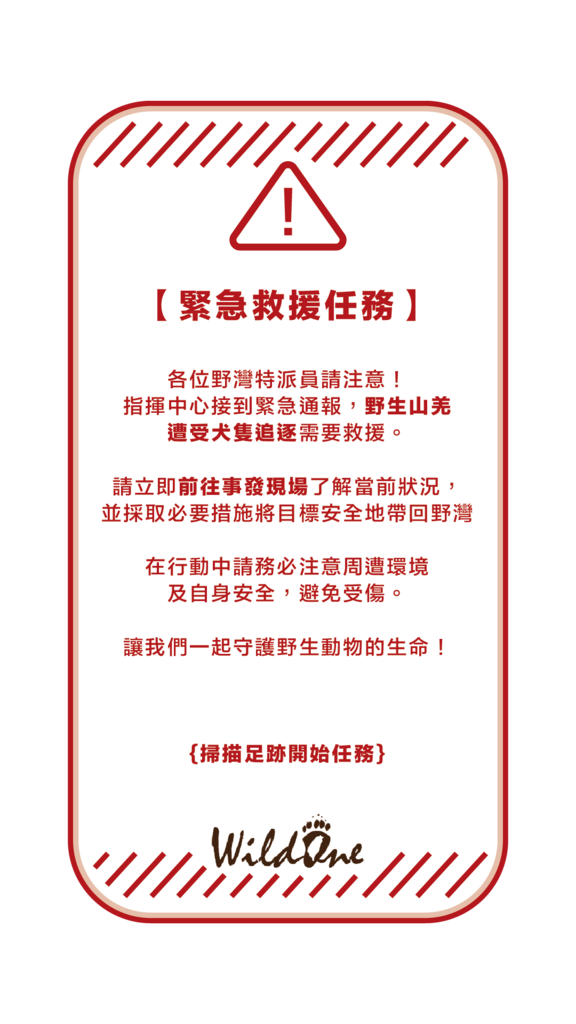 !
【緊急救援任務】
各位野灣特派員請注意！
指揮中心接到緊急通報，野生山羌
遭受犬隻追逐需要救援。
請立即前往事發現場了解當前狀況，
並採取必要措施將目標安全地帶回野灣
在行動中請務必注意周遭環境
及自身安全，避免受傷。
讓我們一起守護野生動物的生命！
{掃描足跡開始任務}
WildOne